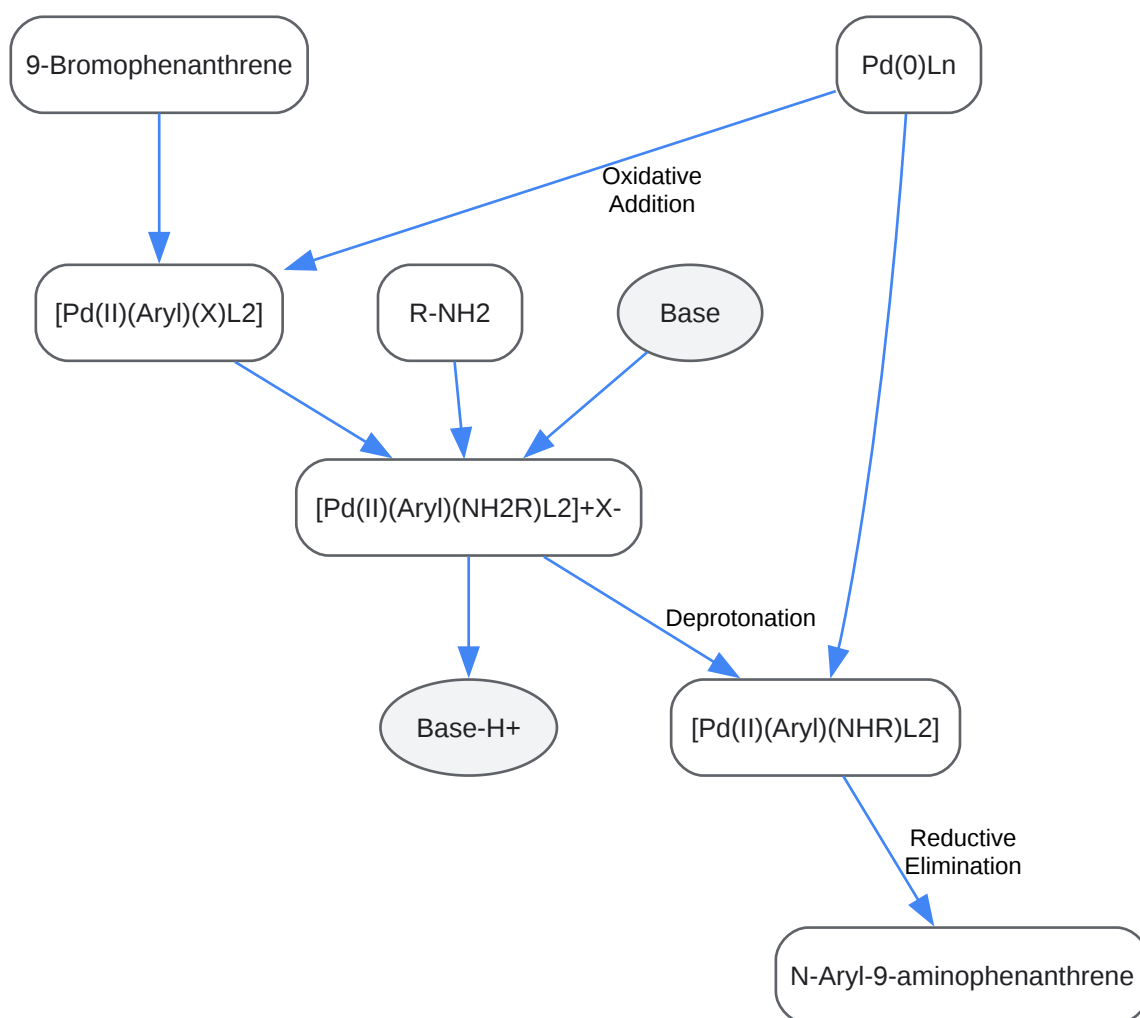 9-Bromophenanthrene
Pd(0)Ln
Oxidative
Addition
[Pd(II)(Aryl)(X)L2]
R-NH2
Base
[Pd(II)(Aryl)(NH2R)L2]+X-
Deprotonation
Base-H+
[Pd(II)(Aryl)(NHR)L2]
Reductive
Elimination
N-Aryl-9-aminophenanthrene